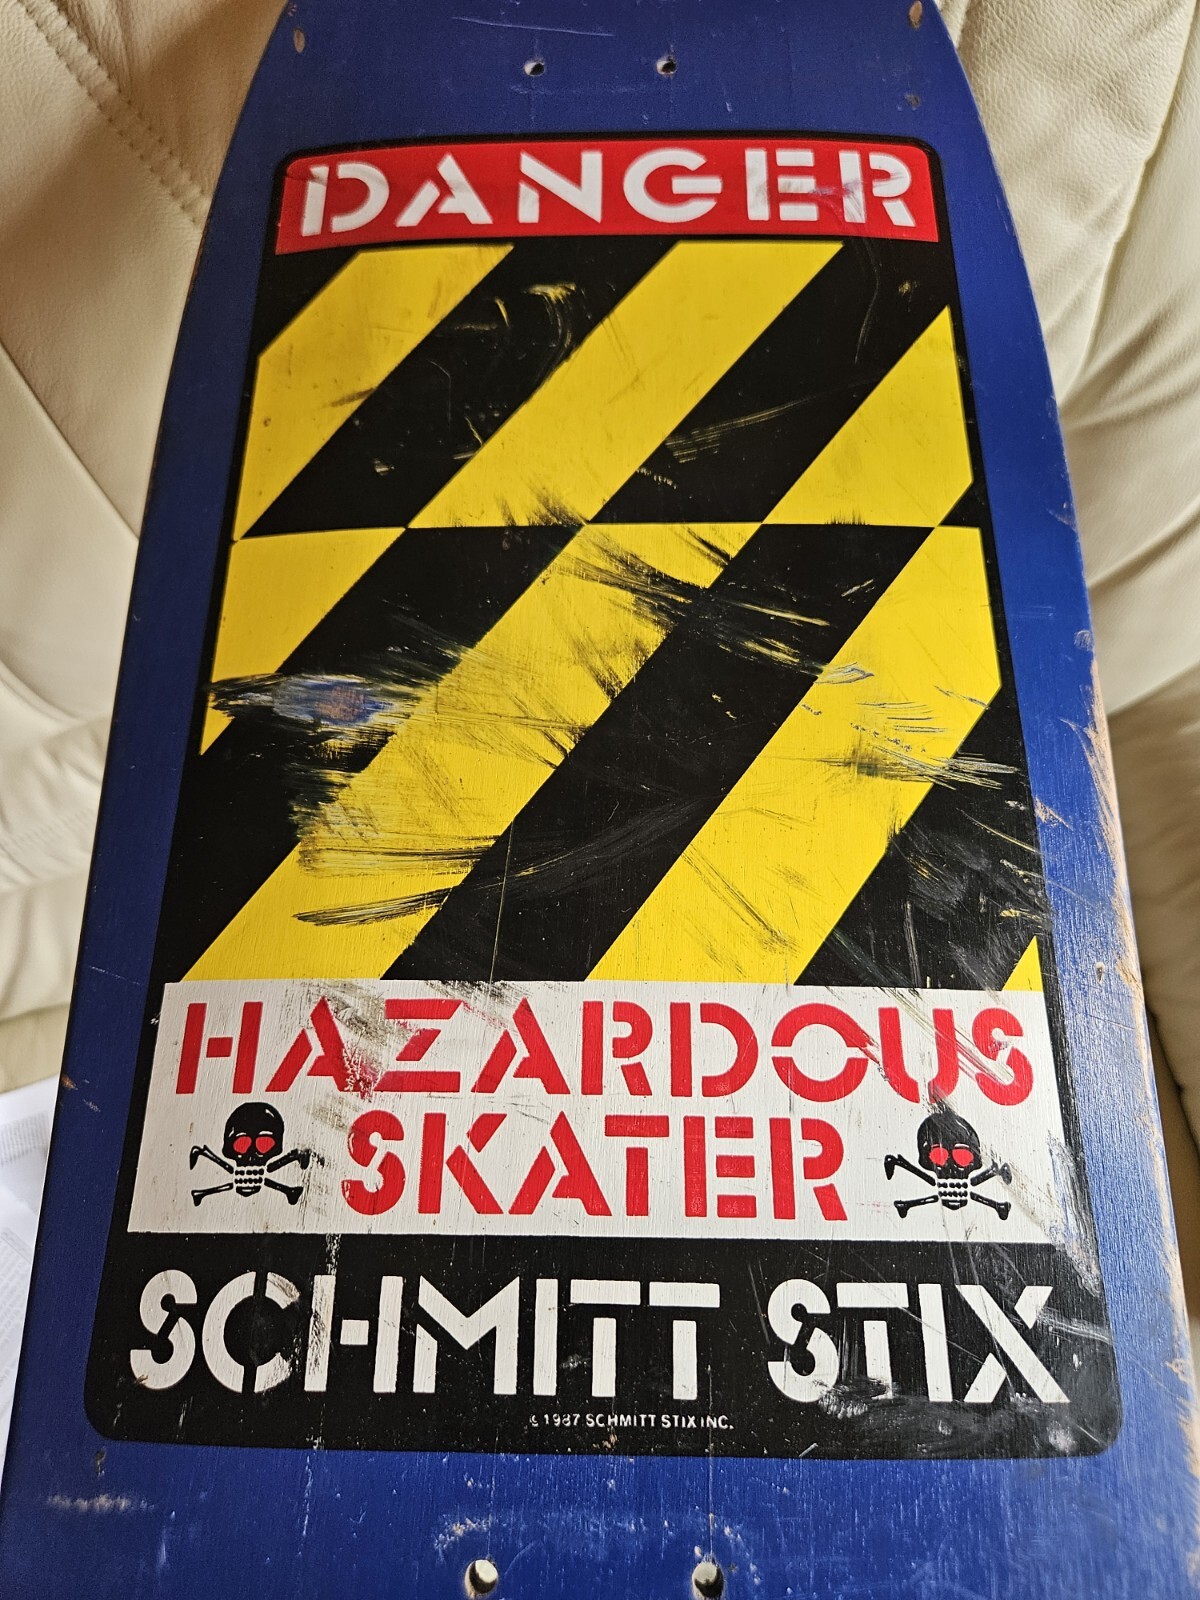 DANGER
HAZARDOUS
SKATER
SCHMITT STIX
© 1987 SCHMITT STIX INC.